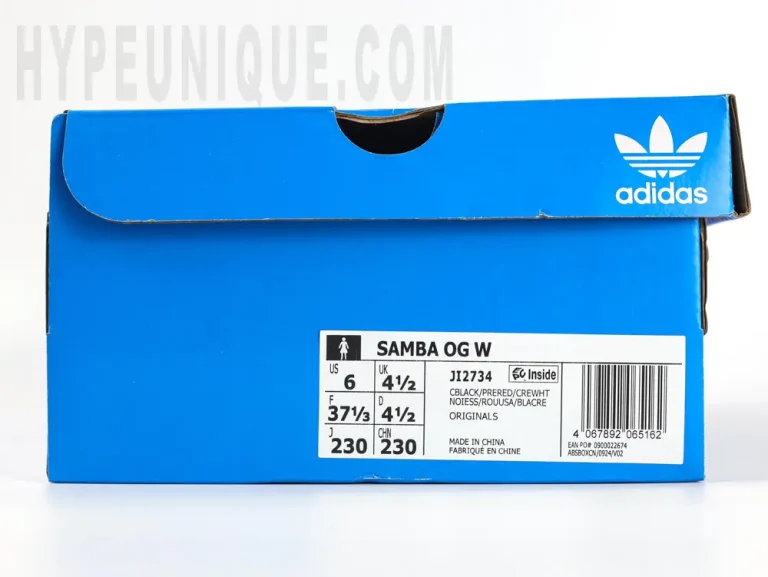 HYPEUNIQUE.COM
adidas
SAMBA OG W
US 6 UK 4½
F 37⅓ D 4½
J 230 CHN 230
JI2734 Inside
CBLACK/PRERED/CREWHT
NOIESS/ROUUSA/BLACRE
ORIGINALS
MADE IN CHINA
FABRIQUÉ EN CHINE
4 067892 065162
EAN PO# 0900022674
ABSBOXCN/0924/V02